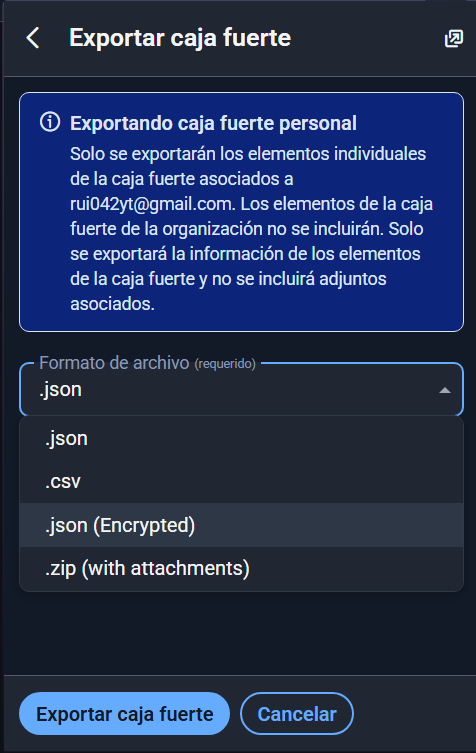 Exportar caja fuerte
Exportando caja fuerte personal
Solo se exportarán los elementos individuales
de la caja fuerte asociados a
rui042yt@gmail.com. Los elementos de la caja
fuerte de la organización no se incluirán. Solo
se exportará la información de los elementos
de la caja fuerte y no se incluirá adjuntos
asociados.
Formato de archivo (requerido)
.json
.json
.csv
.json (Encrypted)
.zip (with attachments)
Exportar caja fuerte
Cancelar